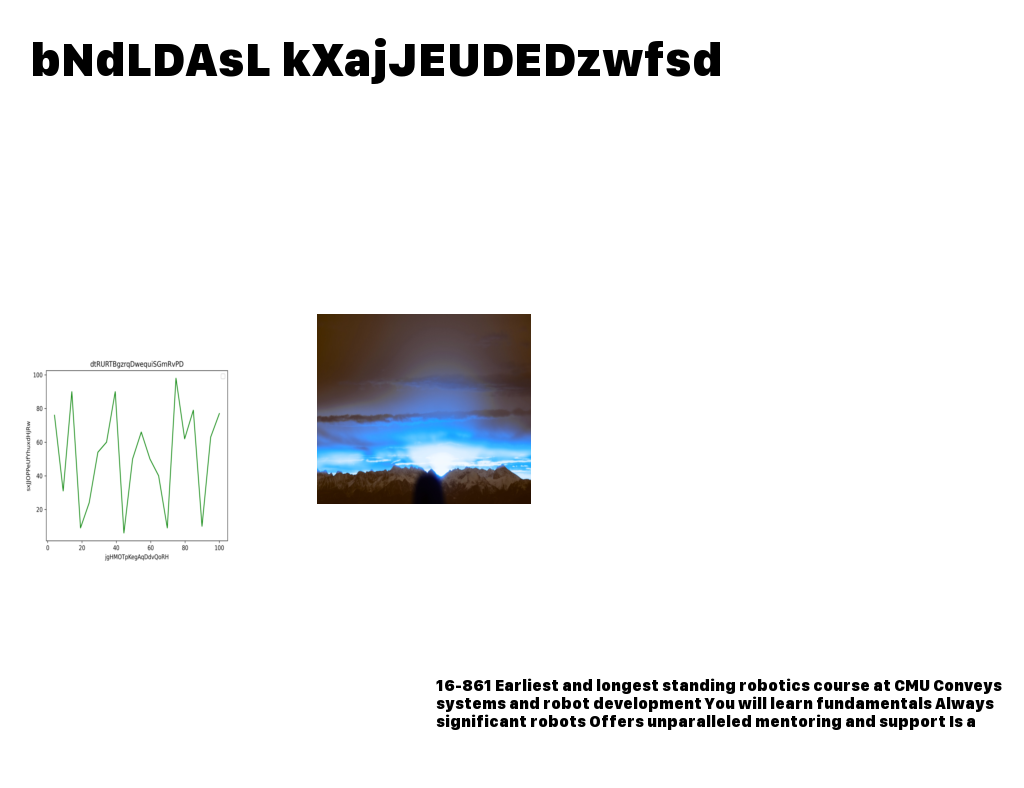 bNdLDAsL kXajJEUDEDzwfsd
dtRURTBgzrqDwequiSGmRvPD
100
80
60
40
20
0 20 40 60 80 100
jgHMOTpKegAqDdvQoRH
16-861 Earliest and longest standing robotics course at CMU Conveys
systems and robot development You will learn fundamentals Always
significant robots Offers unparalleled mentoring and support Is a